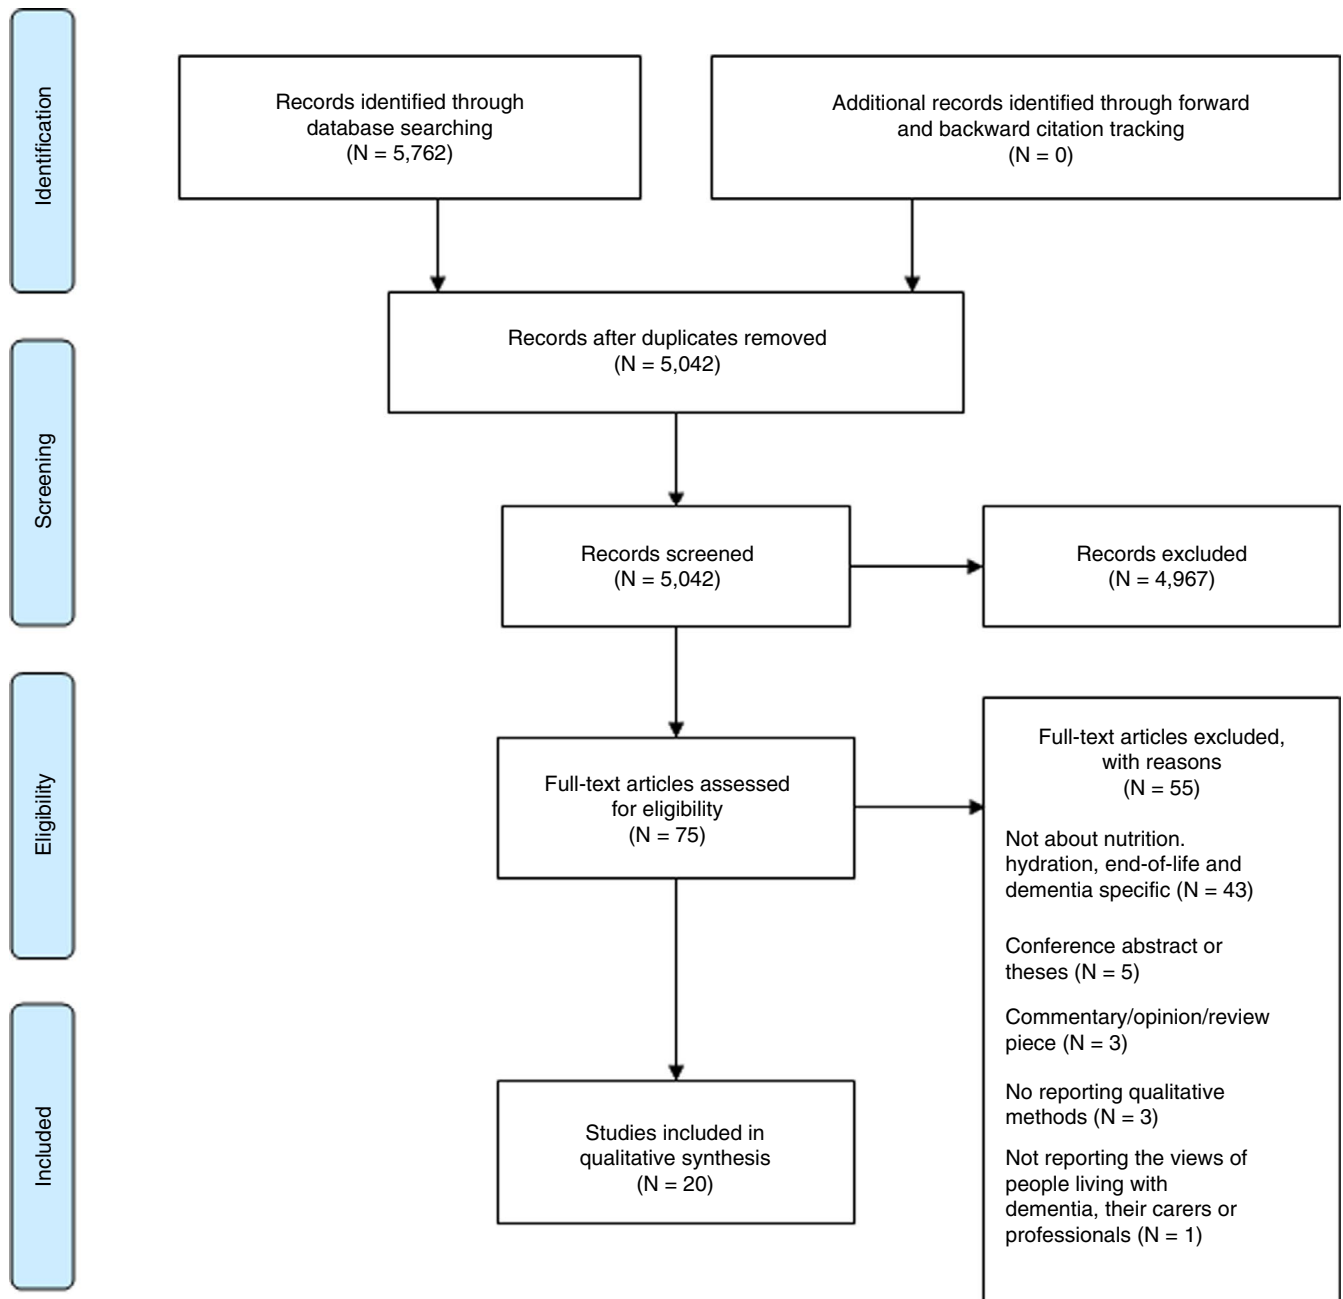 Identification
Records identified through
database searching
(N = 5,762)
Additional records identified through forward
and backward citation tracking
(N = 0)
Records after duplicates removed
(N = 5,042)
Screening
Records screened
(N = 5,042)
Records excluded
(N = 4,967)
Eligibility
Full-text articles assessed
for eligibility
(N = 75)
Full-text articles excluded,
with reasons
(N = 55)
Not about nutrition.
hydration, end-of-life and
dementia specific (N = 43)
Conference abstract or
theses (N = 5)
Commentary/opinion/review
piece (N = 3)
No reporting qualitative
methods (N = 3)
Not reporting the views of
people living with
dementia, their carers or
professionals (N = 1)
Included
Studies included in
qualitative synthesis
(N = 20)